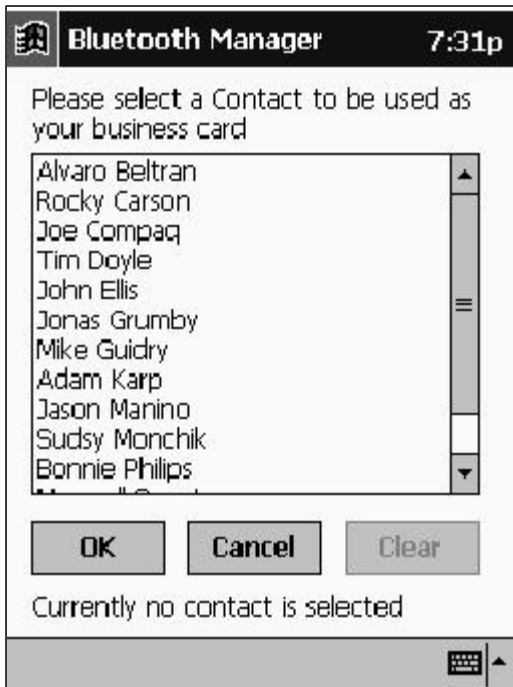 Bluetooth Manager 7:31p
Please select a Contact to be used as
your business card
Alvaro Beltran
Rocky Carson
Joe Compaq
Tim Doyle
John Ellis
Jonas Grumby
Mike Guidry
Adam Karp
Jason Manino
Sudsy Monchik
Bonnie Philips
OK Cancel Clear
Currently no contact is selected